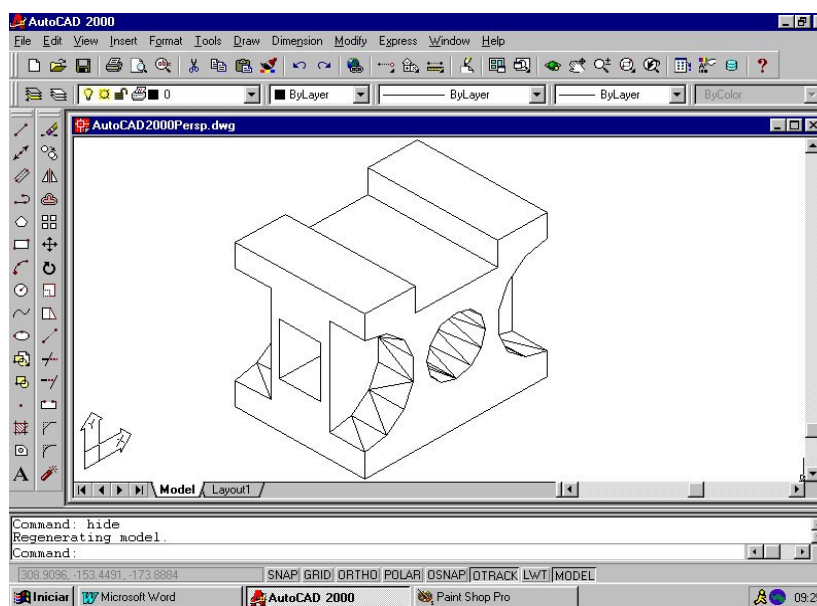 AutoCAD 2000
File Edit View Insert Format Tools Draw Dimension Modify Express Window Help
0 ByLayer ByLayer ByLayer ByColor
AutoCAD2000Persp.dwg
Y X
Model Layout1
Command: hide
Regenerating model.
Command:
308.9096, -153.4491, -173.8884 SNAP GRID ORTHO POLAR OSNAP OTRACK LWT MODEL
Iniciar Microsoft Word AutoCAD 2000 Paint Shop Pro